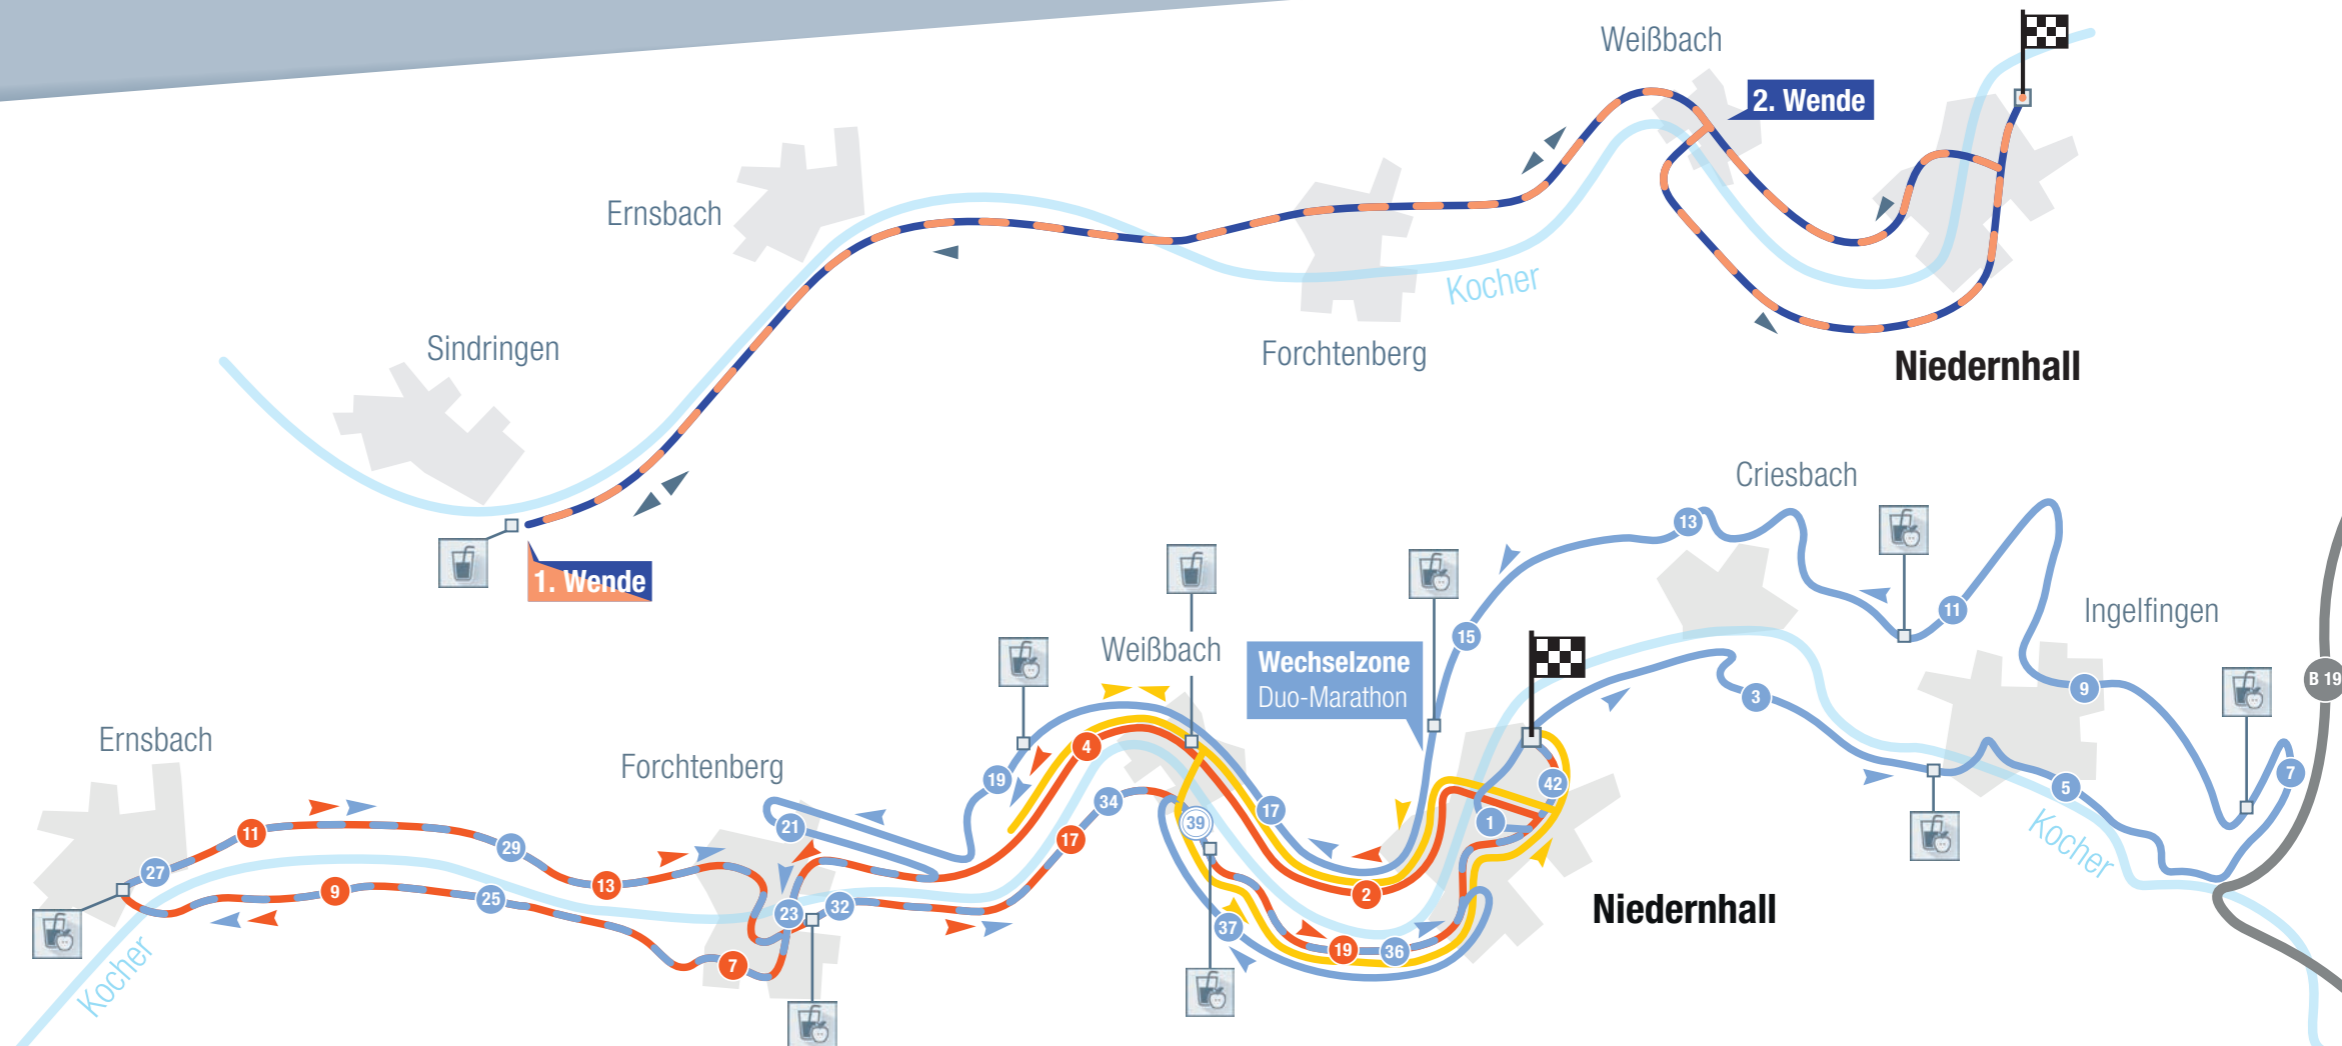 Weißbach
2. Wende
Ernsbach
Kocher
Sindringen
Forchtenberg
Niedernhall
1. Wende
Criesbach
13
11
Ingelfingen
15
Weißbach
Wechselzone
Duo-Marathon
B 19
9
3
Ernsbach
Forchtenberg
4
19
34
17
42
7
5
21
1
39
Kocher
11
29
17
27
13
2
9
25
23
32
Niedernhall
37
7
19
36
Kocher